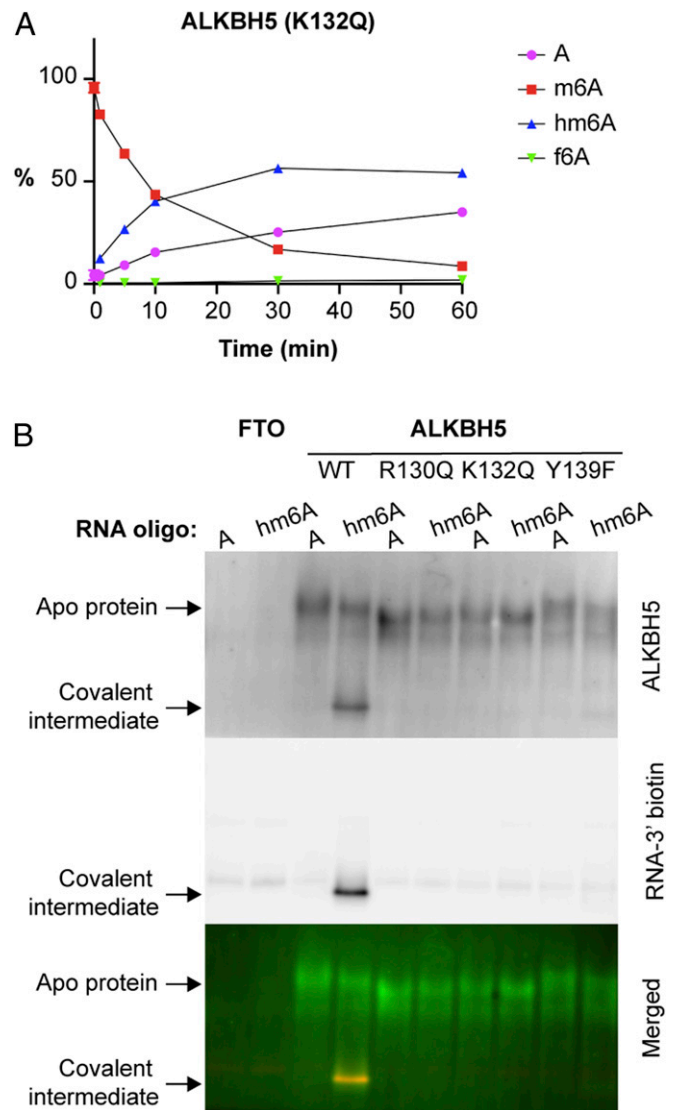 A
ALKBH5 (K132Q)
100
50
0
%
0 10 20 30 40 50 60
Time (min)
A
m6A
hm6A
f6A
B
FTO ALKBH5
WT R130Q K132Q Y139F
RNA oligo: A hm6A A hm6A A hm6A A hm6A A hm6A
Apo protein
Covalent
intermediate
ALKBH5
Covalent
intermediate
RNA-3' biotin
Apo protein
Covalent
intermediate
Merged